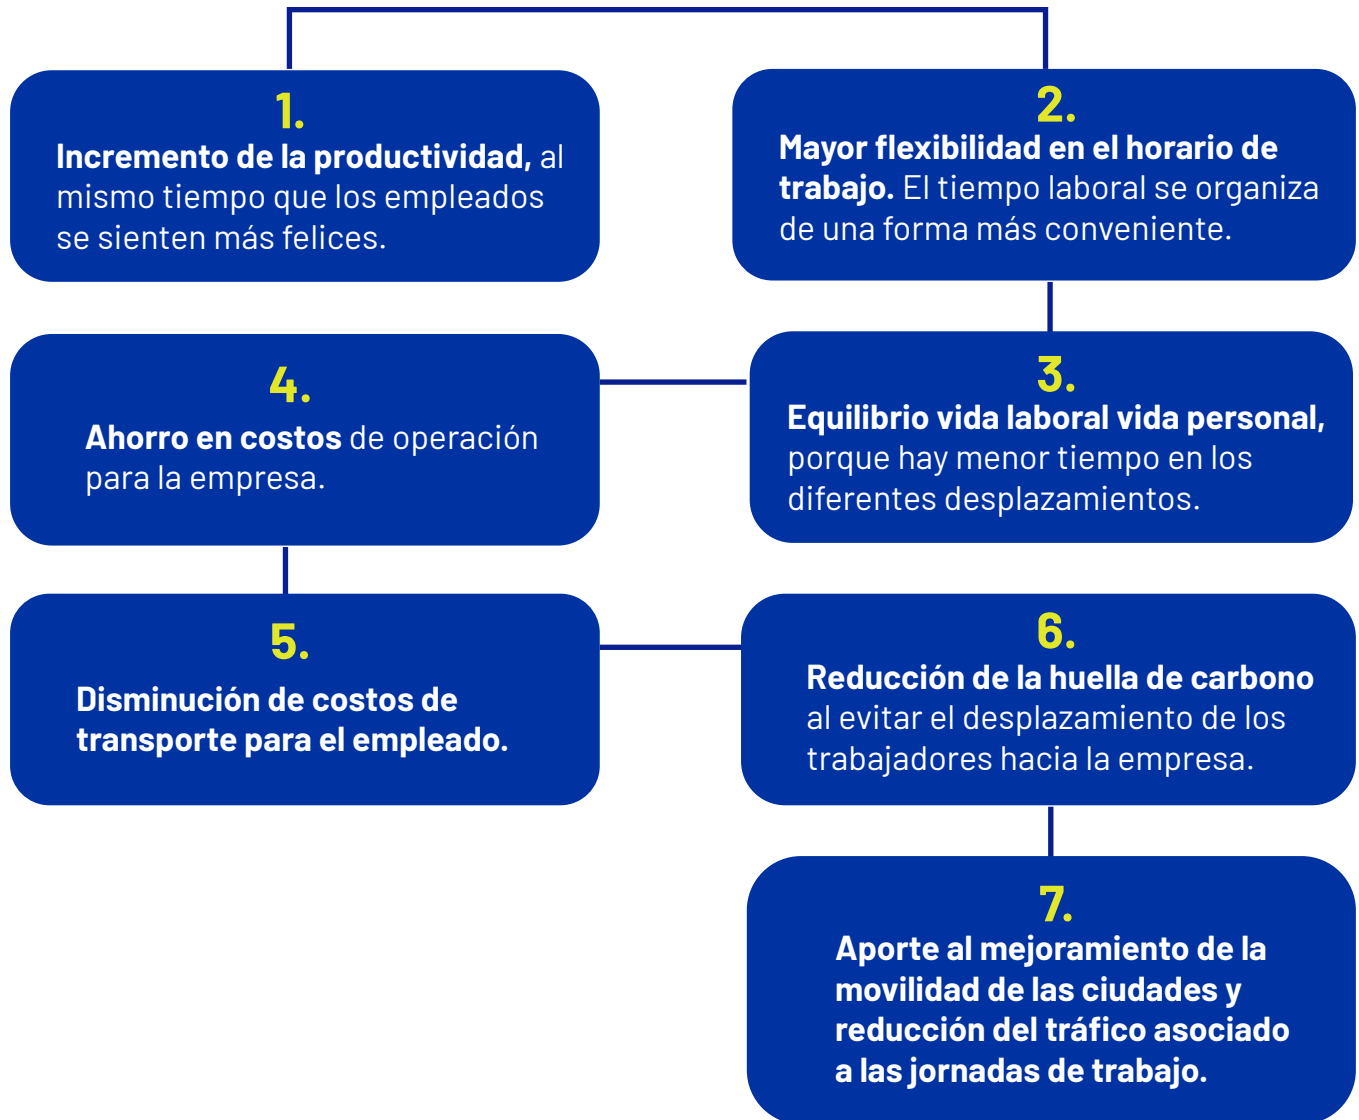 1.
Incremento de la productividad, al
mismo tiempo que los empleados
se sienten más felices.
2.
Mayor flexibilidad en el horario de
trabajo. El tiempo laboral se organiza
de una forma más conveniente.
3.
Equilibrio vida laboral vida personal,
porque hay menor tiempo en los
diferentes desplazamientos.
4.
Ahorro en costos de operación
para la empresa.
5.
Disminución de costos de
transporte para el empleado.
6.
Reducción de la huella de carbono
al evitar el desplazamiento de los
trabajadores hacia la empresa.
7.
Aporte al mejoramiento de la
movilidad de las ciudades y
reducción del tráfico asociado
a las jornadas de trabajo.